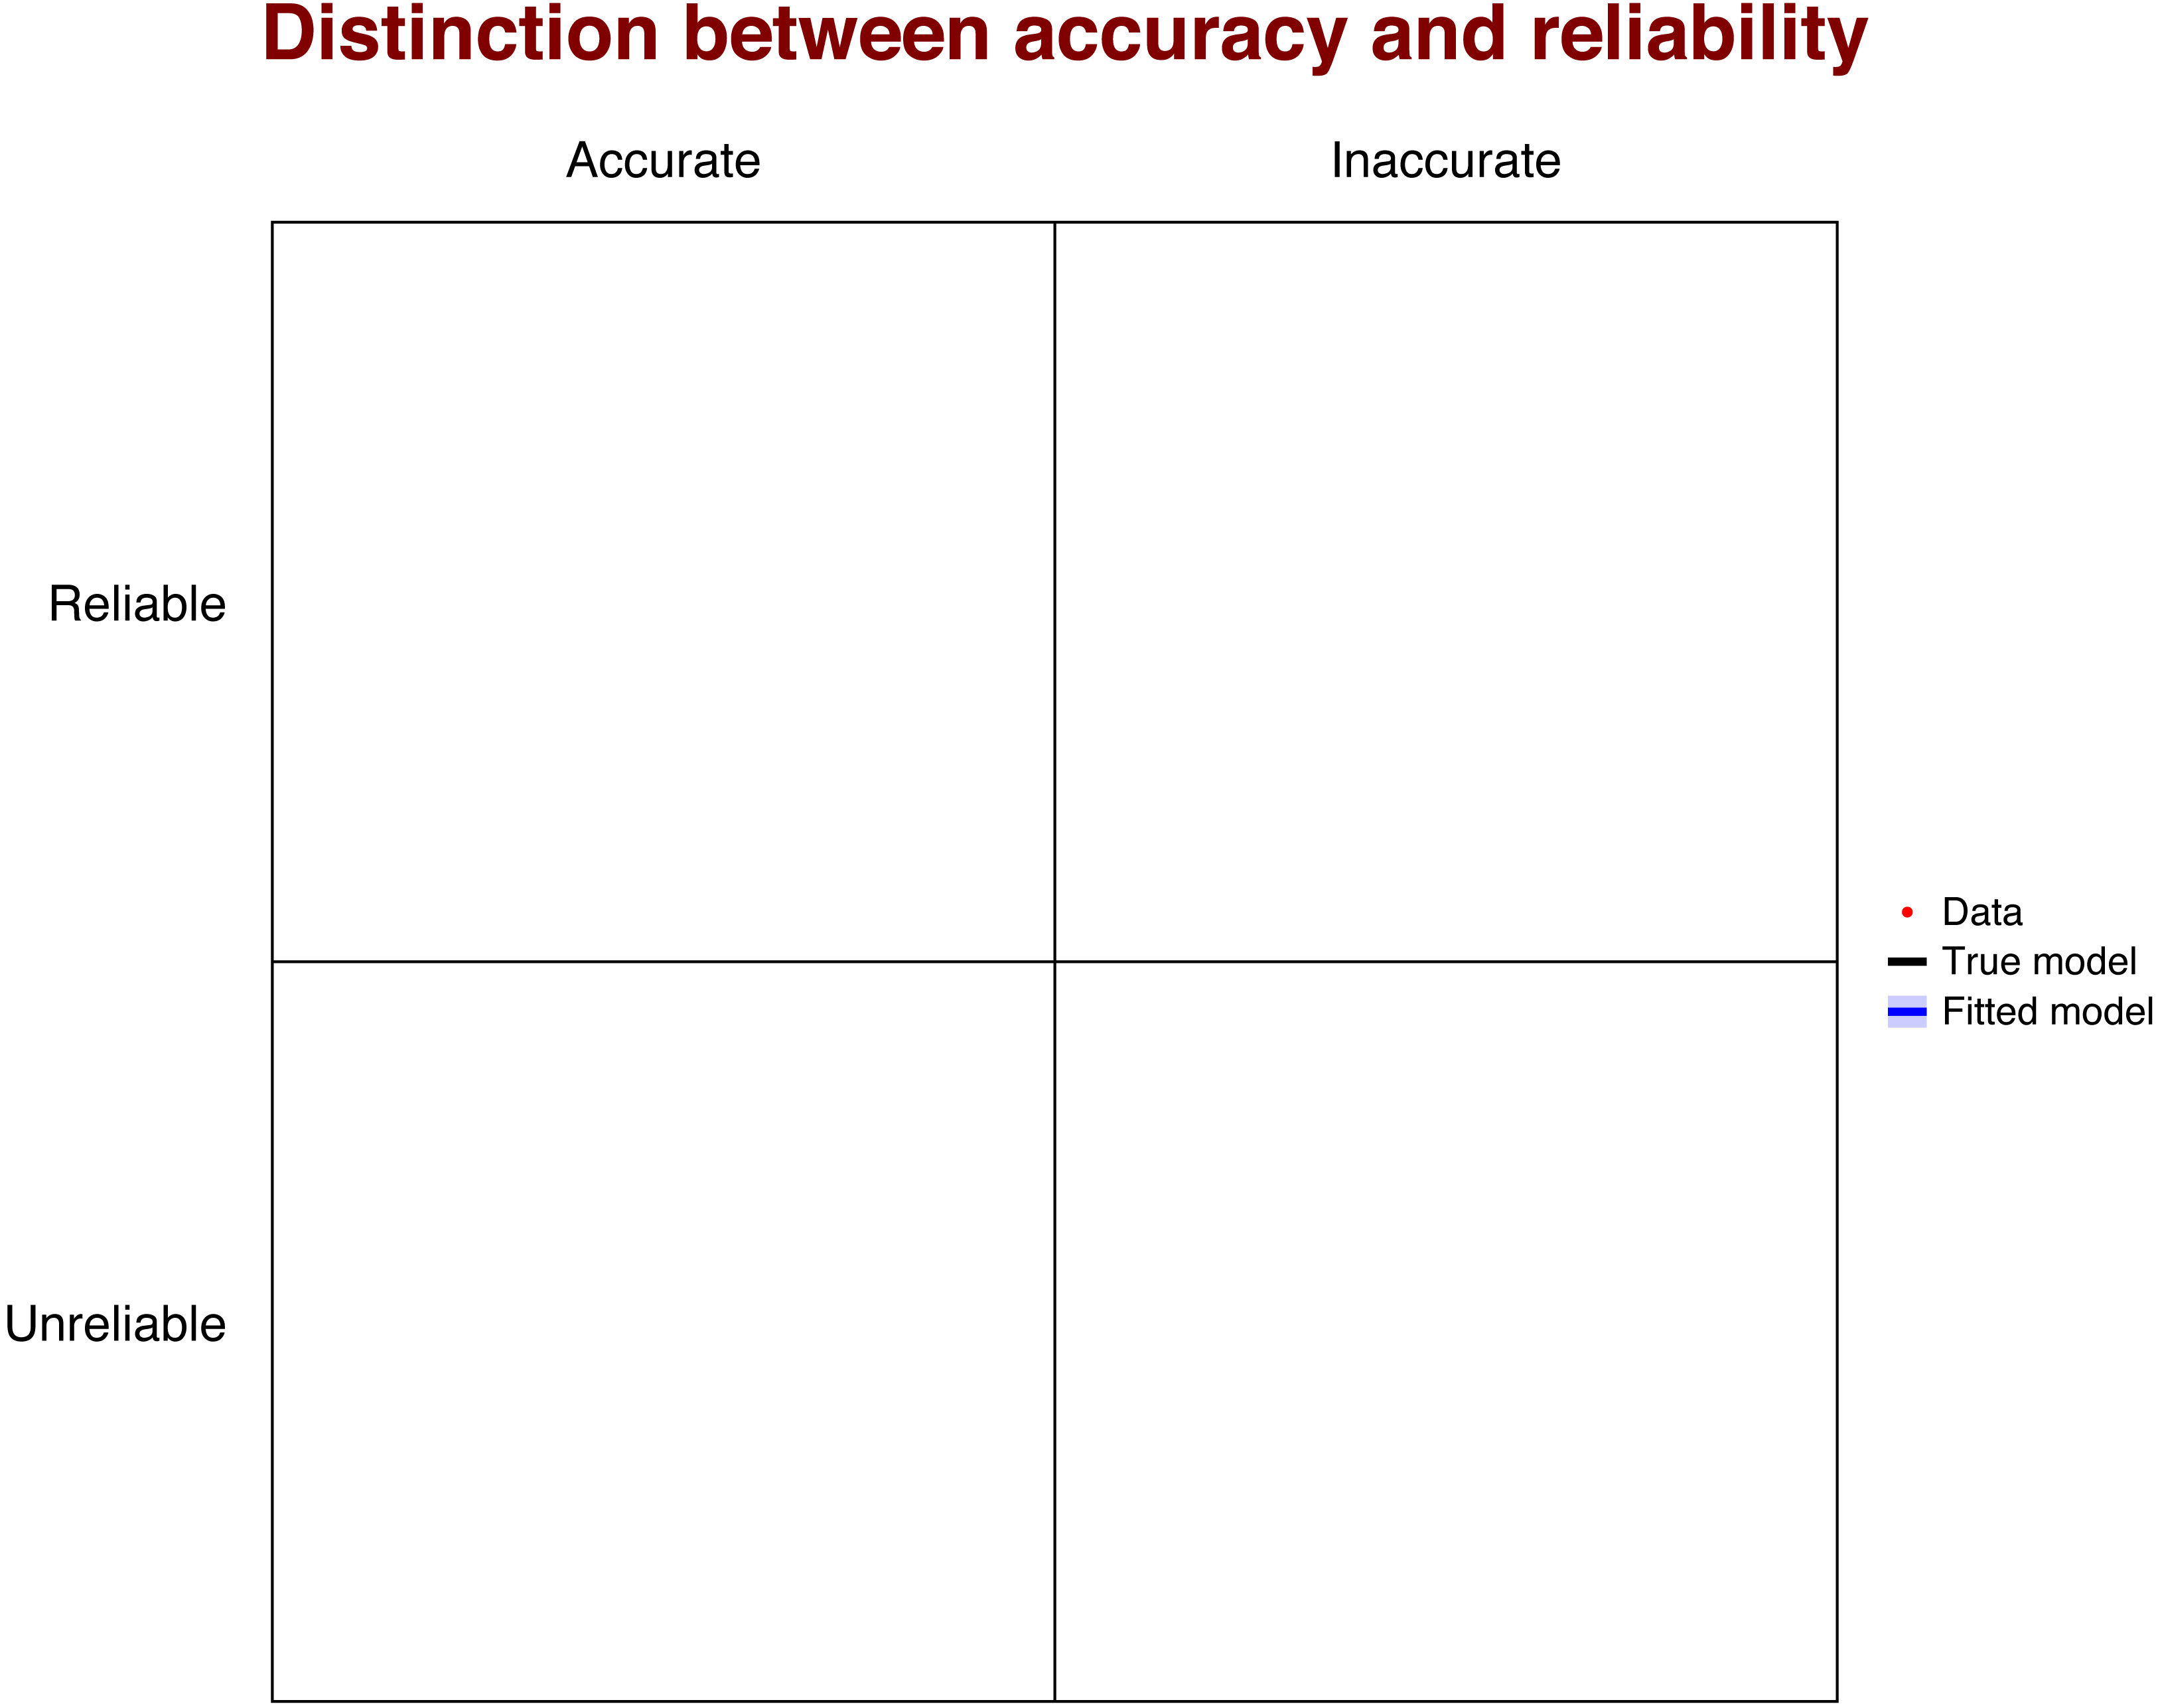 Distinction between accuracy and reliability
Accurate
Inaccurate
Reliable
Data
True model
Fitted model
Unreliable